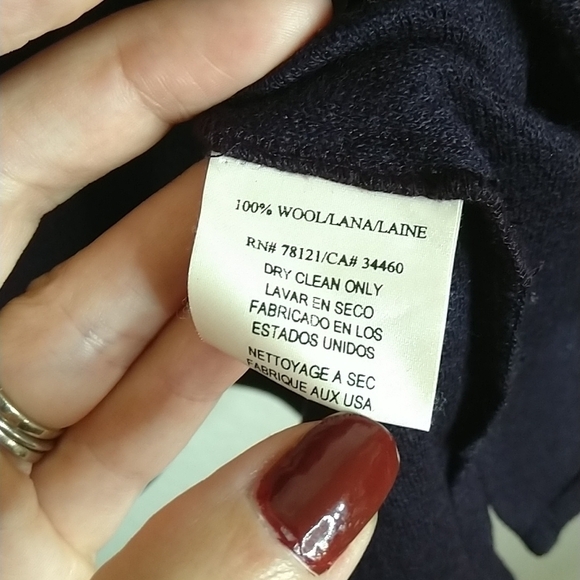 100% WOOL/LANA/LAINE
RN# 78121/CA# 34460
DRY CLEAN ONLY
LAVAR EN SECO
FABRICADO EN LOS
ESTADOS UNIDOS
NETTOYAGE A SEC
FABRIQUE AUX USA